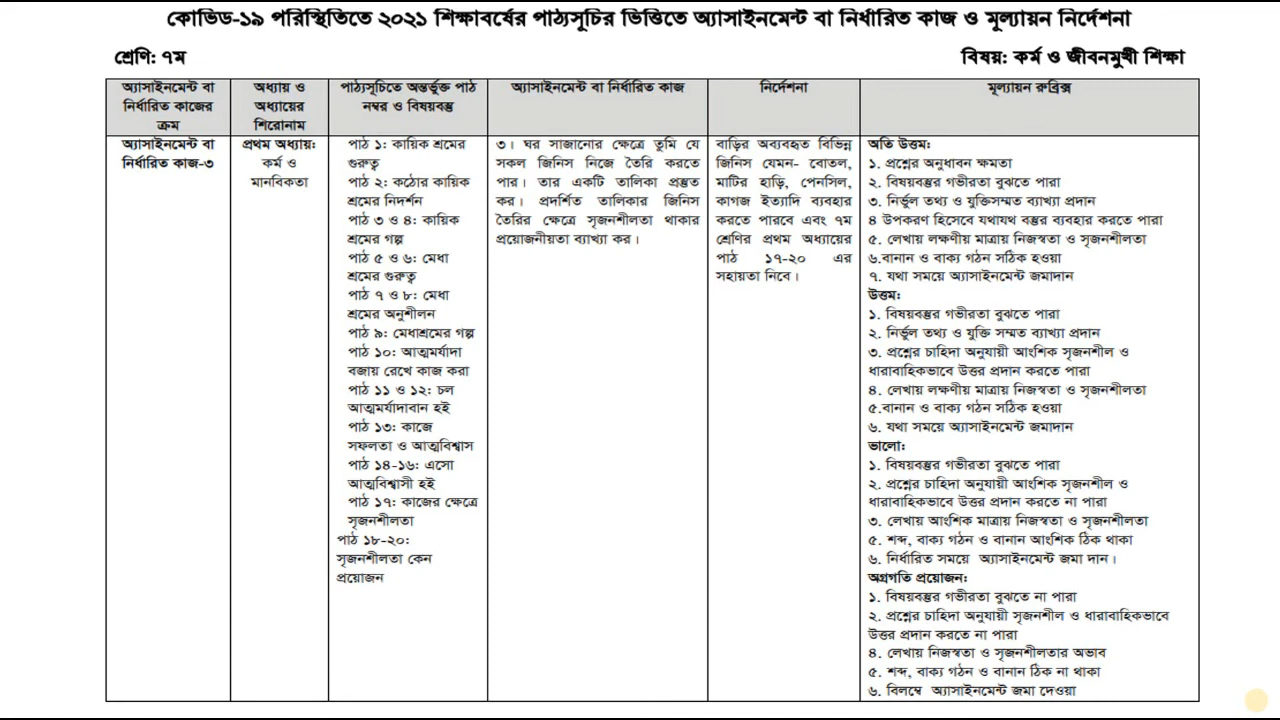 কোভিড-১৯ পরিস্থিতিতে ২০২১ শিক্ষাবর্ষের পাঠ্যসূচির ভিত্তিতে অ্যাসাইনমেন্ট বা নির্ধারিত কাজ ও মূল্যায়ন নির্দেশনা
শ্রেণি: ৭ম
বিষয়: কর্ম ও জীবনমুখী শিক্ষা
অ্যাসাইনমেন্ট বা
নির্ধারিত কাজের
ক্রম
অধ্যায় ও
অধ্যায়ের
শিরোনাম
পাঠ্যসূচিতে অন্তর্ভুক্ত পাঠ
নম্বর ও বিষয়বস্তু
অ্যাসাইনমেন্ট বা নির্ধারিত কাজ
নির্দেশনা
মূল্যায়ন রুব্রিক্স
অ্যাসাইনমেন্ট বা
নির্ধারিত কাজ-৩
প্রথম অধ্যায়:
কর্ম ও
মানবিকতা
পাঠ ১: কায়িক শ্রমের
গুরুত্ব
পাঠ ২: কঠোর কায়িক
শ্রমের নিদর্শন
পাঠ ৩ ও ৪: কায়িক
শ্রমের গল্প
পাঠ ৫ ও ৬: মেধা
শ্রমের গুরুত্ব
পাঠ ৭ ও ৮: মেধা
শ্রমের অনুশীলন
পাঠ ৯: মেধাশ্রমের গল্প
পাঠ ১০: আত্মমর্যাদা
বজায় রেখে কাজ করা
পাঠ ১১ ও ১২: চল
আত্মমর্যাদাবান হই
পাঠ ১৩: কাজে
সফলতা ও আত্মবিশ্বাস
পাঠ ১৪-১৬: এসো
আত্মবিশ্বাসী হই
পাঠ ১৭: কাজের ক্ষেত্রে
সৃজনশীলতা
পাঠ ১৮-২০:
সৃজনশীলতা কেন
প্রয়োজন
৩। ঘর সাজানোর ক্ষেত্রে তুমি যে
সকল জিনিস নিজে তৈরি করতে
পার। তার একটি তালিকা প্রস্তুত
কর। প্রদর্শিত তালিকার জিনিস
তৈরির ক্ষেত্রে সৃজনশীলতা থাকার
প্রয়োজনীয়তা ব্যাখ্যা কর।
বাড়ির অব্যবহৃত বিভিন্ন
জিনিস যেমন- বোতল,
মাটির হাড়ি, পেনসিল,
কাগজ ইত্যাদি ব্যবহার
করতে পারবে এবং ৭ম
শ্রেণির প্রথম অধ্যায়ের
পাঠ ১৭-২০ এর
সহায়তা নিবে।
অতি উত্তম:
১. প্রশ্নের অনুধাবন ক্ষমতা
২. বিষয়বস্তুর গভীরতা বুঝতে পারা
৩. নির্ভুল তথ্য ও যুক্তিসম্মত ব্যাখ্যা প্রদান
৪ উপকরণ হিসেবে যথাযথ বস্তুর ব্যবহার করতে পারা
৫. লেখায় লক্ষণীয় মাত্রায় নিজস্বতা ও সৃজনশীলতা
৬.বানান ও বাক্য গঠন সঠিক হওয়া
৭. যথা সময়ে অ্যাসাইনমেন্ট জমাদান
উত্তম:
১. বিষয়বস্তুর গভীরতা বুঝতে পারা
২. নির্ভুল তথ্য ও যুক্তি সম্মত ব্যাখ্যা প্রদান
৩. প্রশ্নের চাহিদা অনুযায়ী আংশিক সৃজনশীল ও
ধারাবাহিকভাবে উত্তর প্রদান করতে পারা
৪. লেখায় লক্ষণীয় মাত্রায় নিজস্বতা ও সৃজনশীলতা
৫.বানান ও বাক্য গঠন সঠিক হওয়া
৬. যথা সময়ে অ্যাসাইনমেন্ট জমাদান
ভালো:
১. বিষয়বস্তুর গভীরতা বুঝতে পারা
২. প্রশ্নের চাহিদা অনুযায়ী আংশিক সৃজনশীল ও
ধারাবাহিকভাবে উত্তর প্রদান করতে না পারা
৩. লেখায় আংশিক মাত্রায় নিজস্বতা ও সৃজনশীলতা
৫. শব্দ, বাক্য গঠন ও বানান আংশিক ঠিক থাকা
৬. নির্ধারিত সময়ে অ্যাসাইনমেন্ট জমা দান।
অগ্রগতি প্রয়োজন:
১. বিষয়বস্তুর গভীরতা বুঝতে না পারা
২. প্রশ্নের চাহিদা অনুযায়ী সৃজনশীল ও ধারাবাহিকভাবে
উত্তর প্রদান করতে না পারা
৪. লেখায় নিজস্বতা ও সৃজনশীলতার অভাব
৫. শব্দ, বাক্য গঠন ও বানান ঠিক না থাকা
৬. বিলম্বে অ্যাসাইনমেন্ট জমা দেওয়া